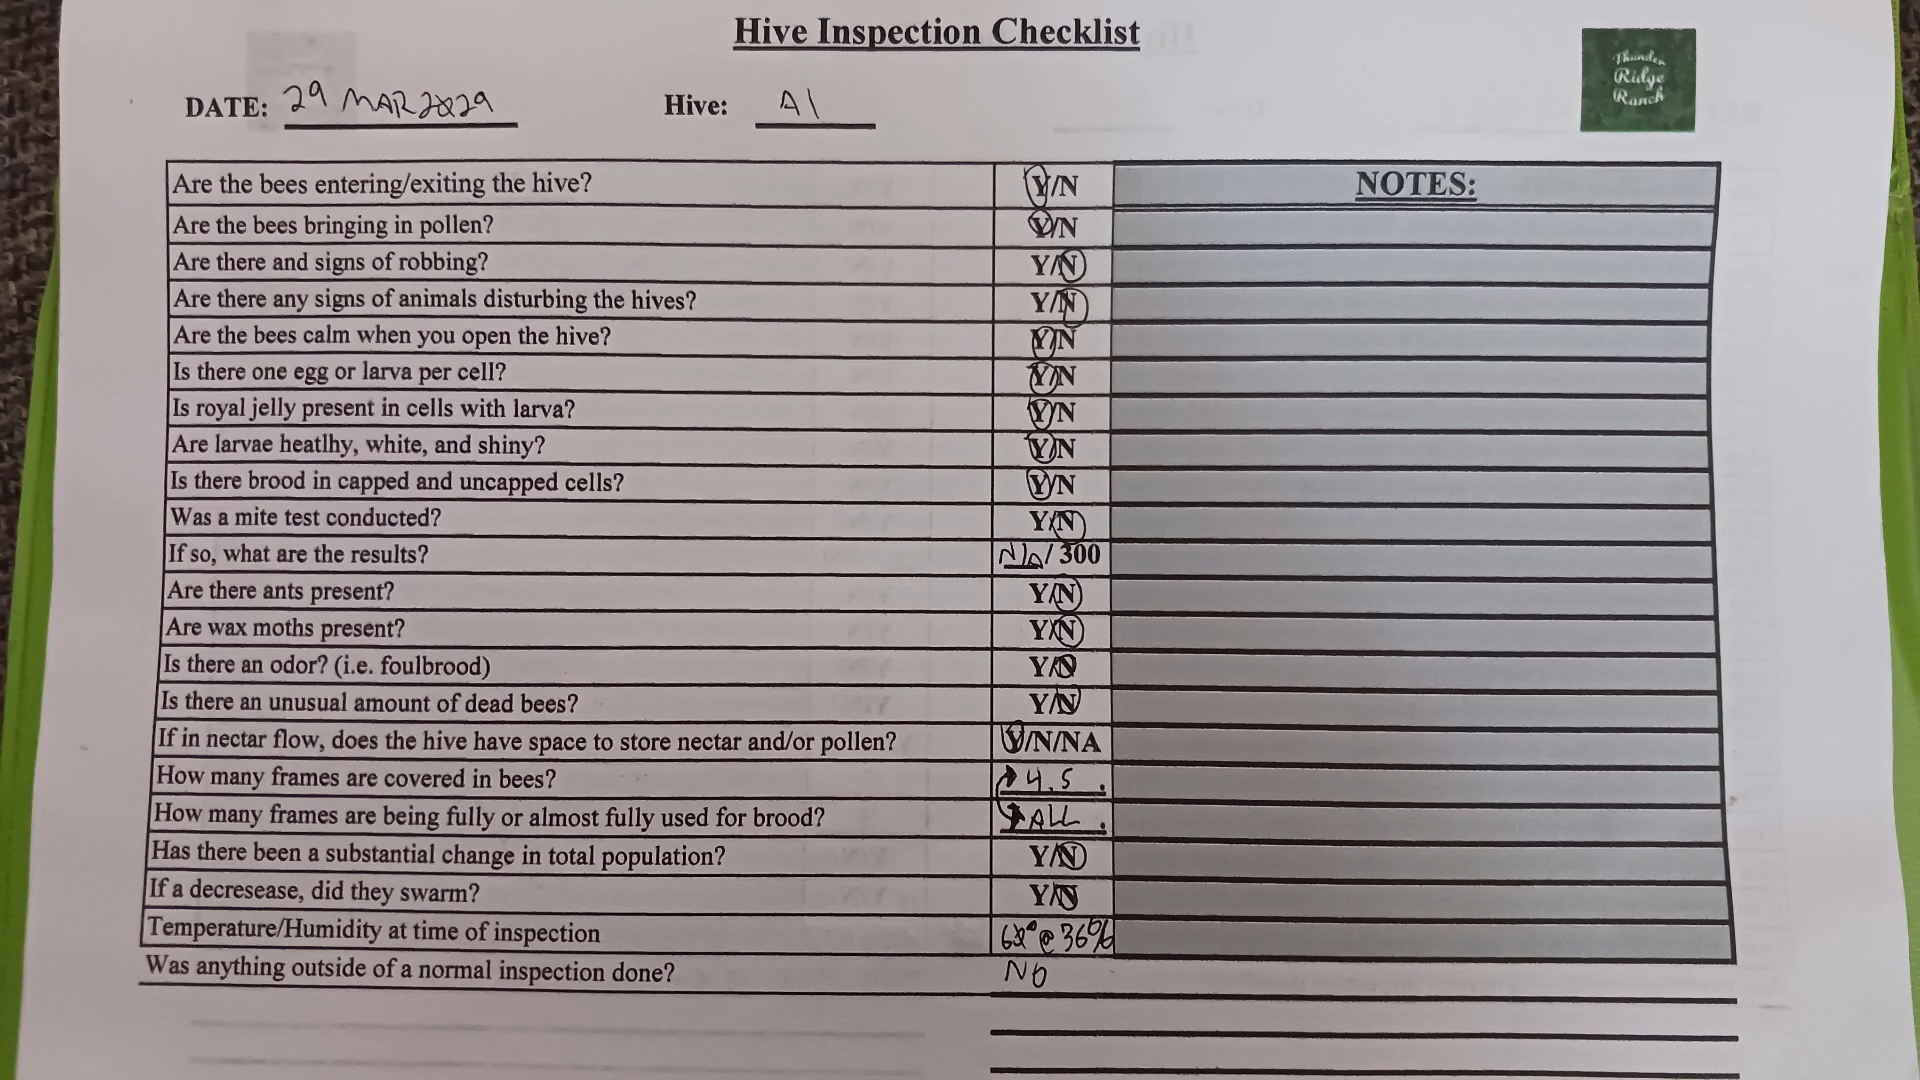 Hive Inspection Checklist
Thunder
Ridge
Ranch
DATE: 29 MAR 2029 Hive: A1
Are the bees entering/exiting the hive? Y/N NOTES:
Are the bees bringing in pollen? Y/N
Are there and signs of robbing? Y/N
Are there any signs of animals disturbing the hives? Y/N
Are the bees calm when you open the hive? Y/N
Is there one egg or larva per cell? Y/N
Is royal jelly present in cells with larva? Y/N
Are larvae heatlhy, white, and shiny? Y/N
Is there brood in capped and uncapped cells? Y/N
Was a mite test conducted? Y/N
If so, what are the results? N/A / 300
Are there ants present? Y/N
Are wax moths present? Y/N
Is there an odor? (i.e. foulbrood) Y/N
Is there an unusual amount of dead bees? Y/N
If in nectar flow, does the hive have space to store nectar and/or pollen? Y/N/NA
How many frames are covered in bees? 4.5 .
How many frames are being fully or almost fully used for brood? ALL .
Has there been a substantial change in total population? Y/N
If a decresease, did they swarm? Y/N
Temperature/Humidity at time of inspection @ 36%
Was anything outside of a normal inspection done? NO